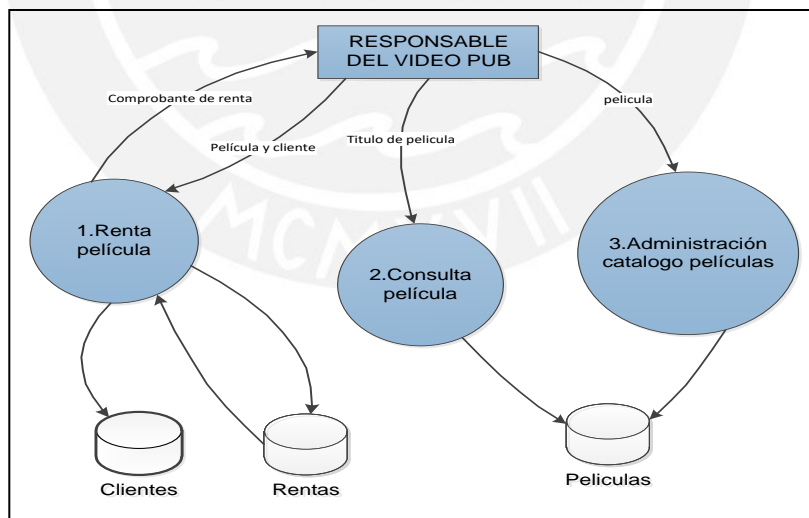 RESPONSABLE
DEL VIDEO PUB
Comprobante de renta
pelicula
Titulo de pelicula
Película y cliente
1.Renta
película
2.Consulta
película
3.Administración
catalogo películas
Clientes
Rentas
Peliculas
MCMXVII